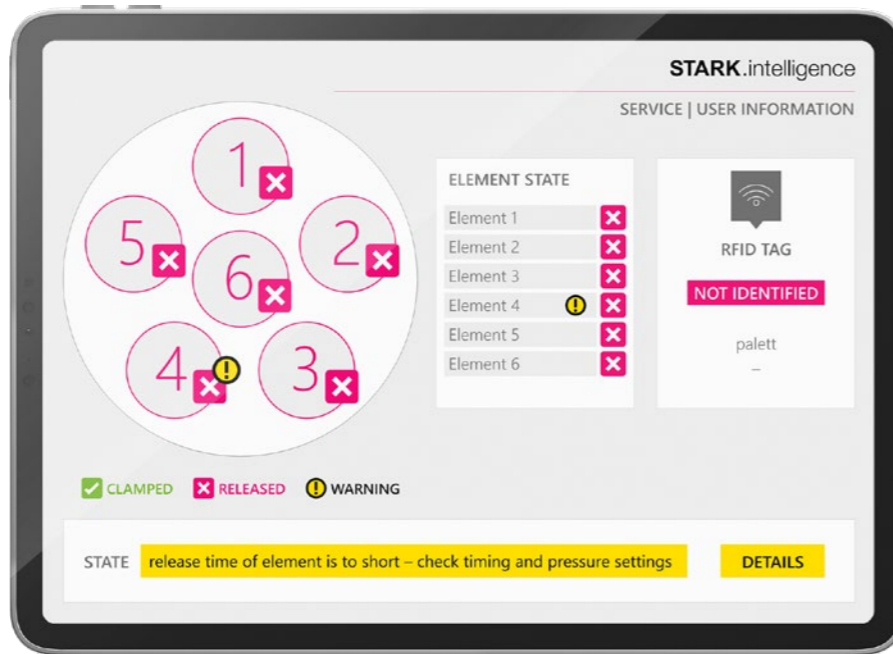 STARK.intelligence
SERVICE | USER INFORMATION
1
5
2
6
4
3
ELEMENT STATE
Element 1
Element 2
Element 3
Element 4
Element 5
Element 6
RFID TAG
NOT IDENTIFIED
palett
–
CLAMPED RELEASED WARNING
STATE release time of element is to short – check timing and pressure settings DETAILS